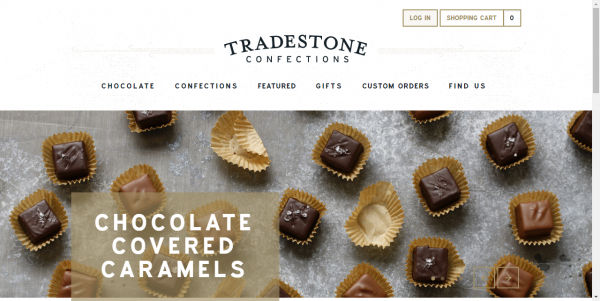 LOG IN SHOPPING CART 0
TRADESTONE
CONFECTIONS
CHOCOLATE CONFECTIONS FEATURED GIFTS CUSTOM ORDERS FIND US
CHOCOLATE
COVERED
CARAMELS